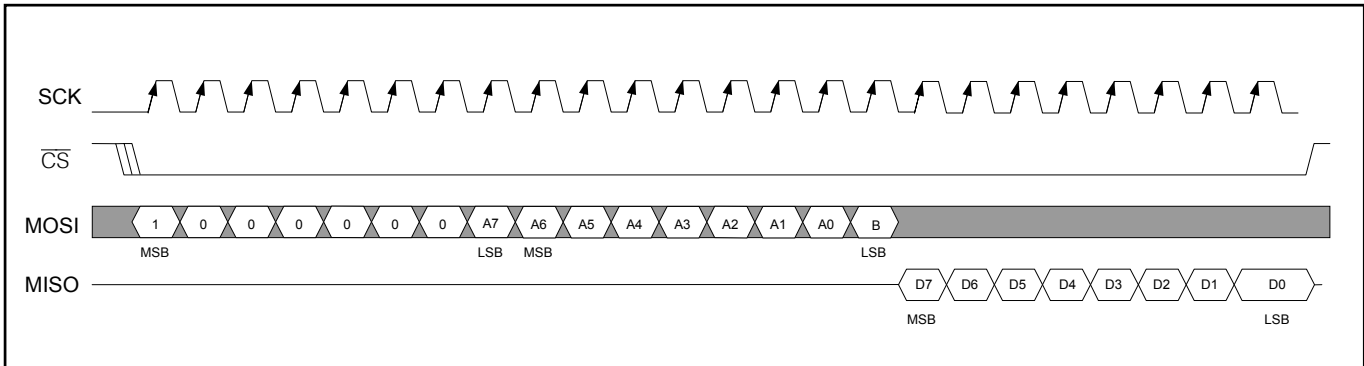 SCK
CS
MOSI 1 0 0 0 0 0 0 A7 A6 A5 A4 A3 A2 A1 A0 B
MSB LSB MSB LSB
MISO D7 D6 D5 D4 D3 D2 D1 D0
MSB LSB